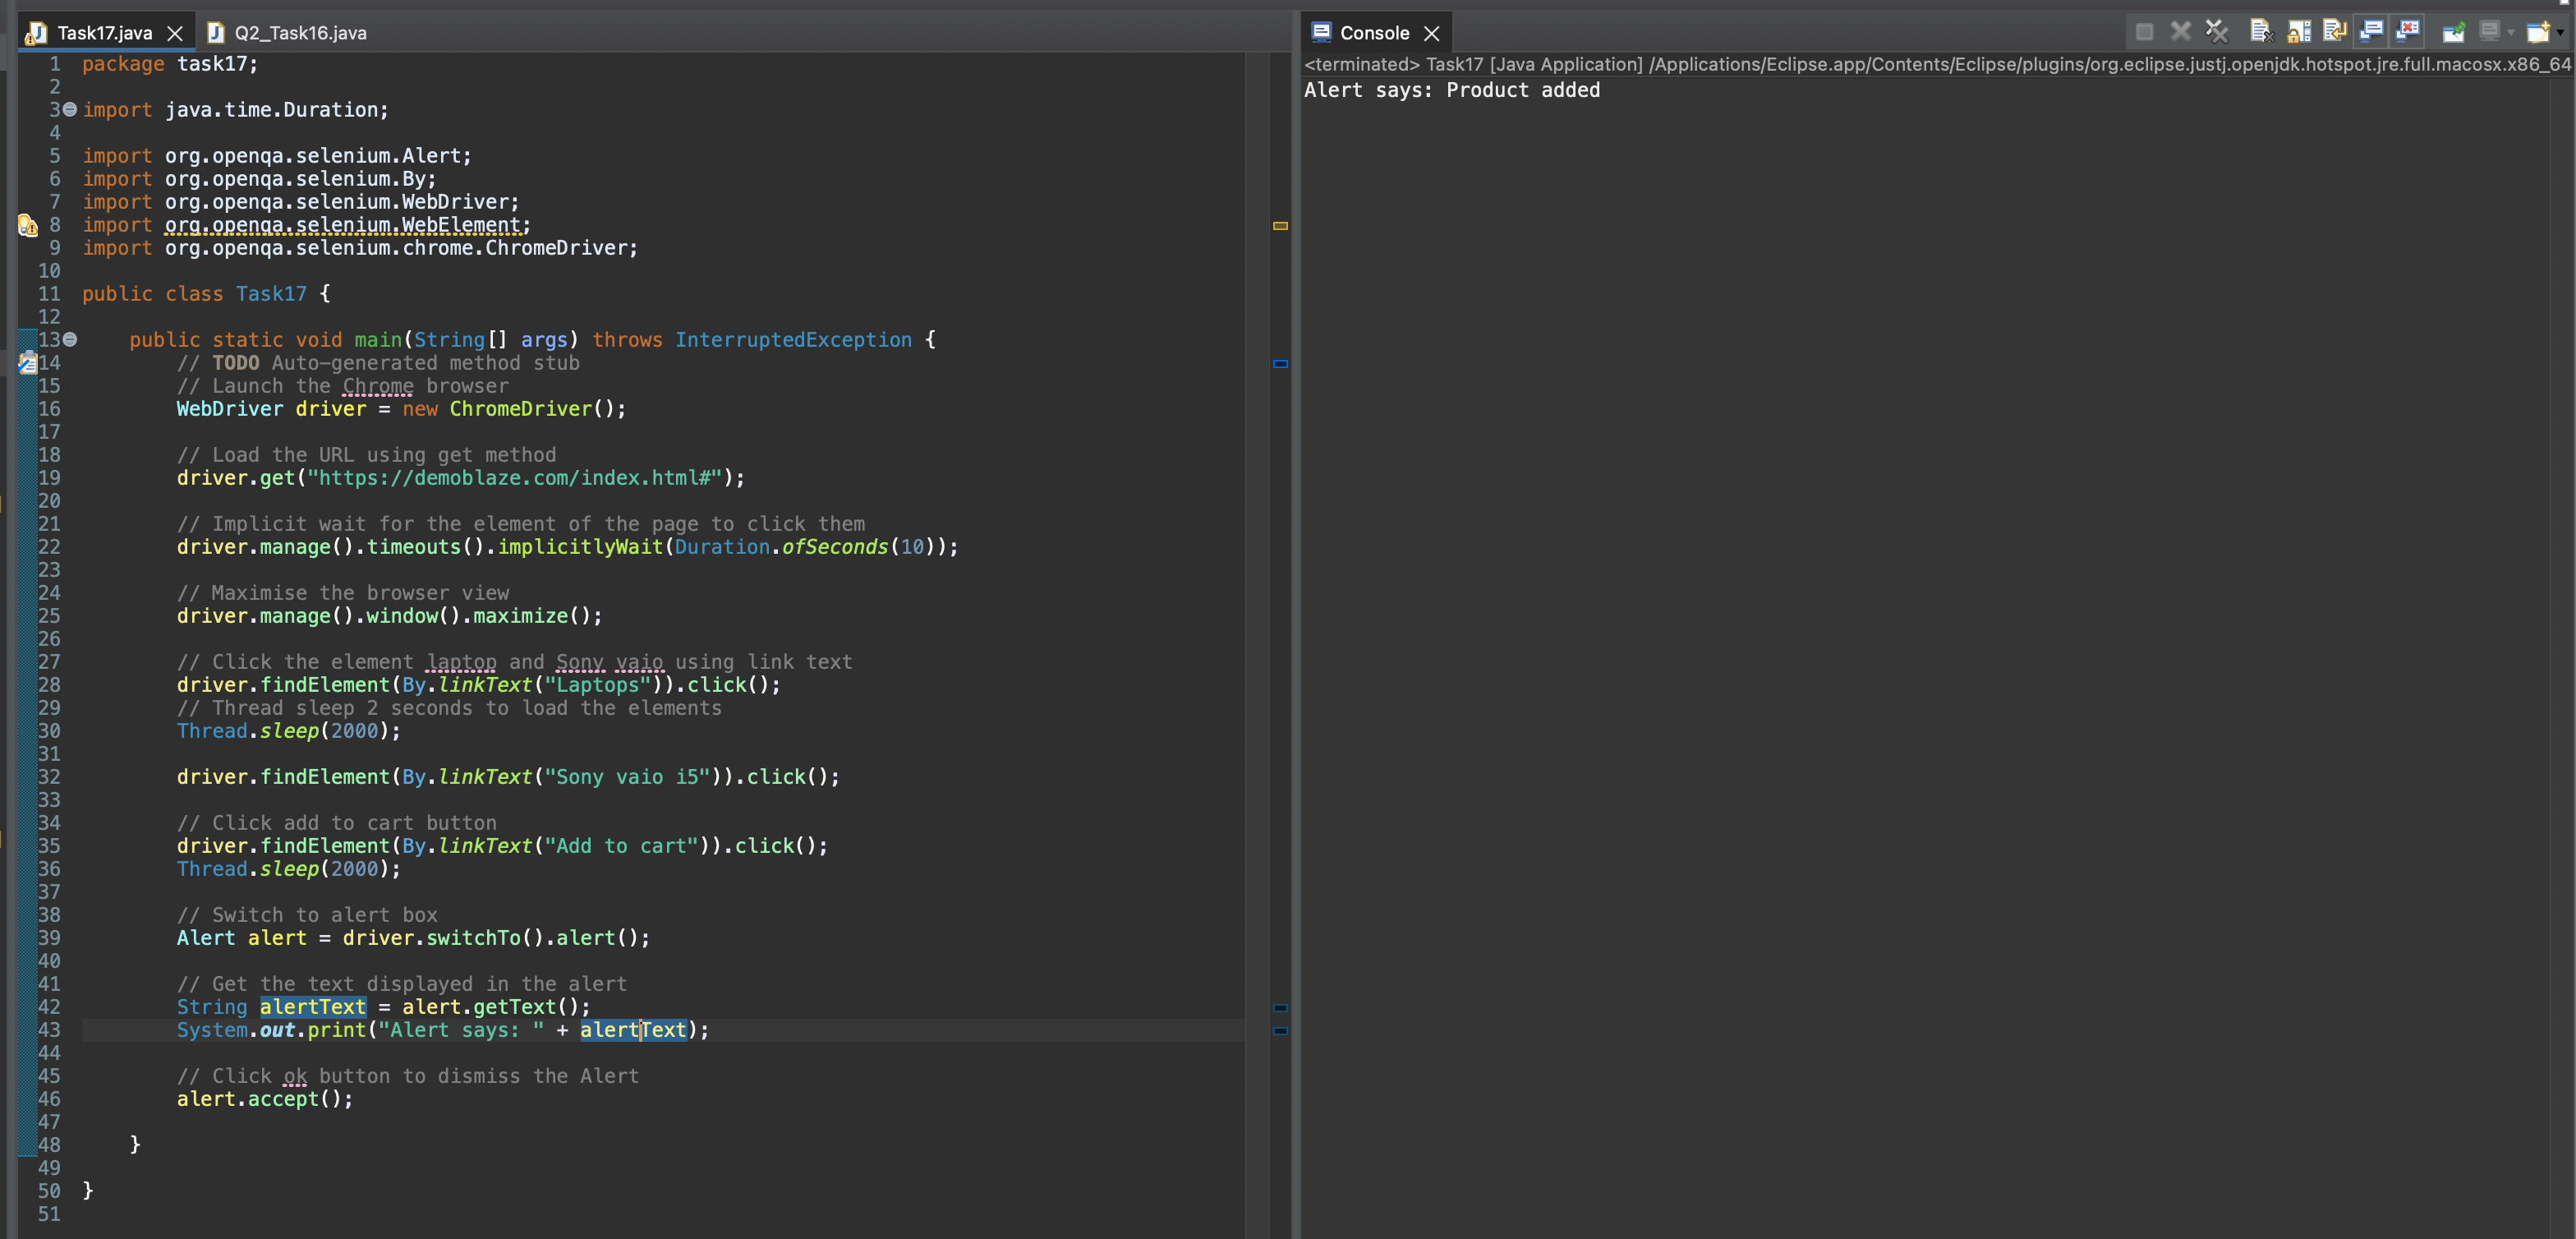 Task17.java
Q2_Task16.java
1 package task17;
2
3 import java.time.Duration;
4
5 import org.openqa.selenium.Alert;
6 import org.openqa.selenium.By;
7 import org.openqa.selenium.WebDriver;
8 import org.openqa.selenium.WebElement;
9 import org.openqa.selenium.chrome.ChromeDriver;
10
11 public class Task17 {
12
13     public static void main(String[] args) throws InterruptedException {
14         // TODO Auto-generated method stub
15         // Launch the Chrome browser
16         WebDriver driver = new ChromeDriver();
17
18         // Load the URL using get method
19         driver.get("https://demoblaze.com/index.html#");
20
21         // Implicit wait for the element of the page to click them
22         driver.manage().timeouts().implicitlyWait(Duration.ofSeconds(10));
23
24         // Maximise the browser view
25         driver.manage().window().maximize();
26
27         // Click the element laptop and Sony vaio using link text
28         driver.findElement(By.linkText("Laptops")).click();
29         // Thread sleep 2 seconds to load the elements
30         Thread.sleep(2000);
31
32         driver.findElement(By.linkText("Sony vaio i5")).click();
33
34         // Click add to cart button
35         driver.findElement(By.linkText("Add to cart")).click();
36         Thread.sleep(2000);
37
38         // Switch to alert box
39         Alert alert = driver.switchTo().alert();
40
41         // Get the text displayed in the alert
42         String alertText = alert.getText();
43         System.out.print("Alert says: " + alertText);
44
45         // Click ok button to dismiss the Alert
46         alert.accept();
47
48     }
49
50 }
51
Console
<terminated> Task17 [Java Application] /Applications/Eclipse.app/Contents/Eclipse/plugins/org.eclipse.justj.openjdk.hotspot.jre.full.macosx.x86_64
Alert says: Product added